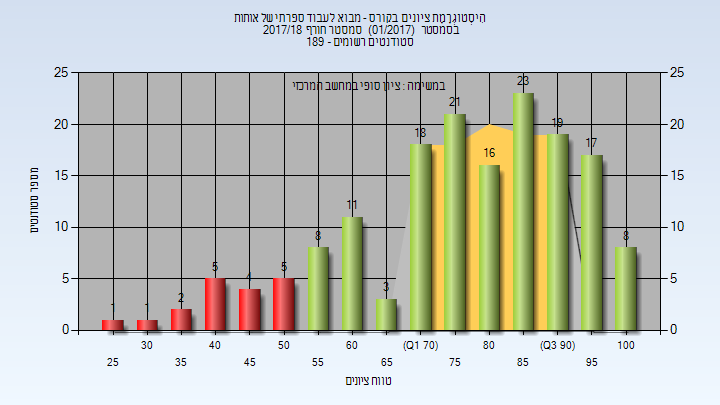 היסטוגרמת ציונים בקורס - מבוא לעבוד ספרתי של אותות
בסמסטר (01/2017) סמסטר חורף 2017/18
סטודנטים רשומים - 189
במשימה : ציון סופי במחשב המרכזי
25 25
20 20
15 15
10 10
5 5
0 0
מספר סטודנטים
1 1 2 5 4 5 8 11 3 18 21 16 23 19 17 8
30 40 50 60 (Q1 70) 80 (Q3 90) 100
25 35 45 55 65 75 85 95
טווח ציונים